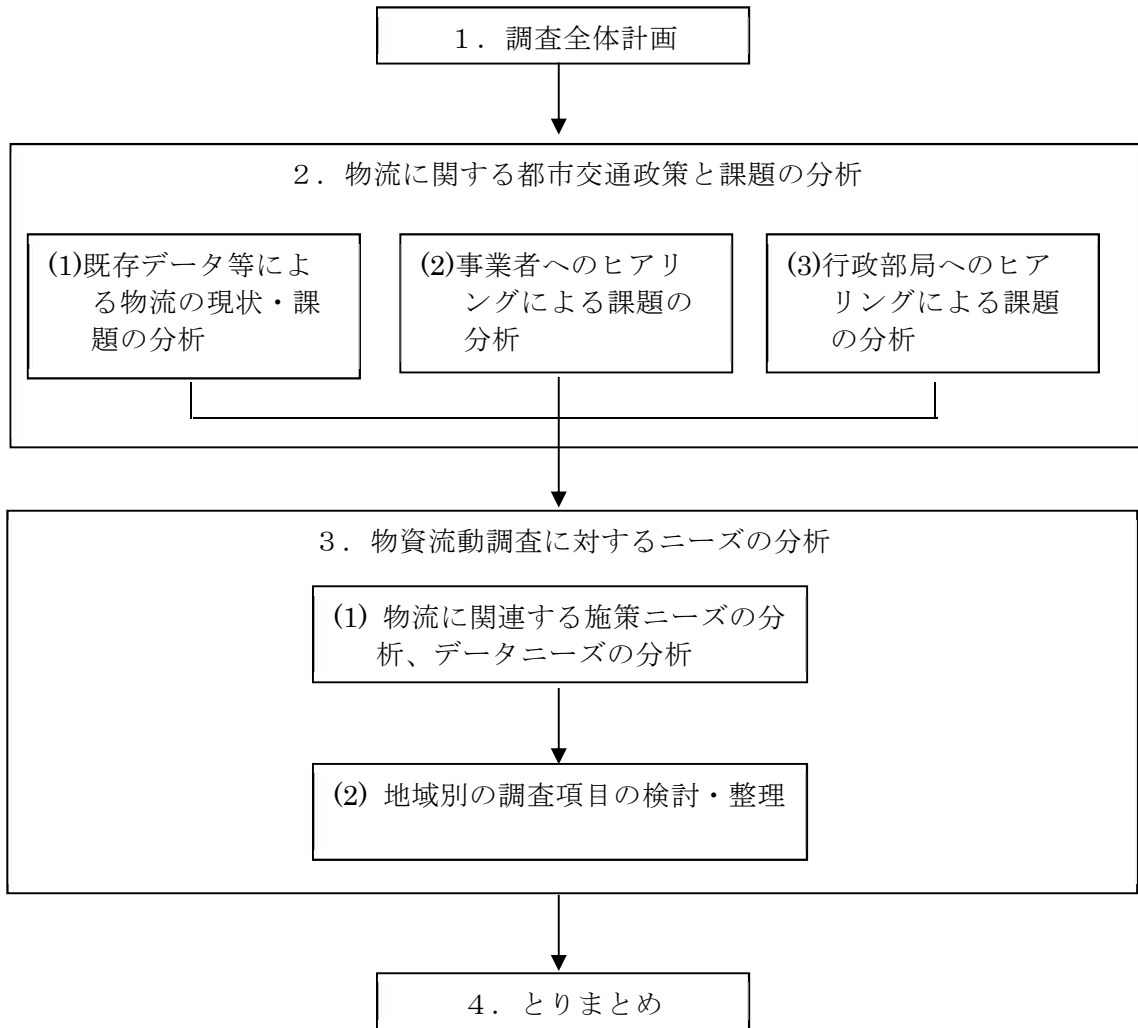 １．調査全体計画
２．物流に関する都市交通政策と課題の分析
(1)既存データ等によ
る物流の現状・課
題の分析
(2)事業者へのヒアリ
ングによる課題の
分析
(3)行政部局へのヒア
リングによる課題
の分析
３．物資流動調査に対するニーズの分析
(1) 物流に関連する施策ニーズの分
析、データニーズの分析
(2) 地域別の調査項目の検討・整理
４．とりまとめ